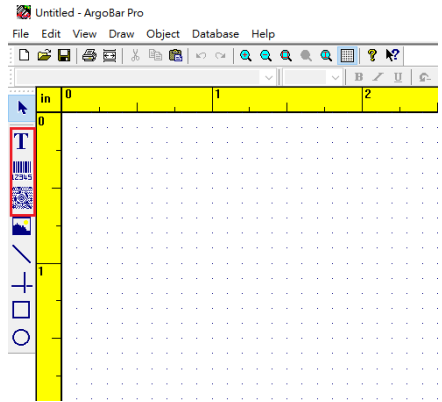 Untitled - ArgoBar Pro
File Edit View Draw Object Database Help
B I U
in 0 1 2
0
T
12345
1